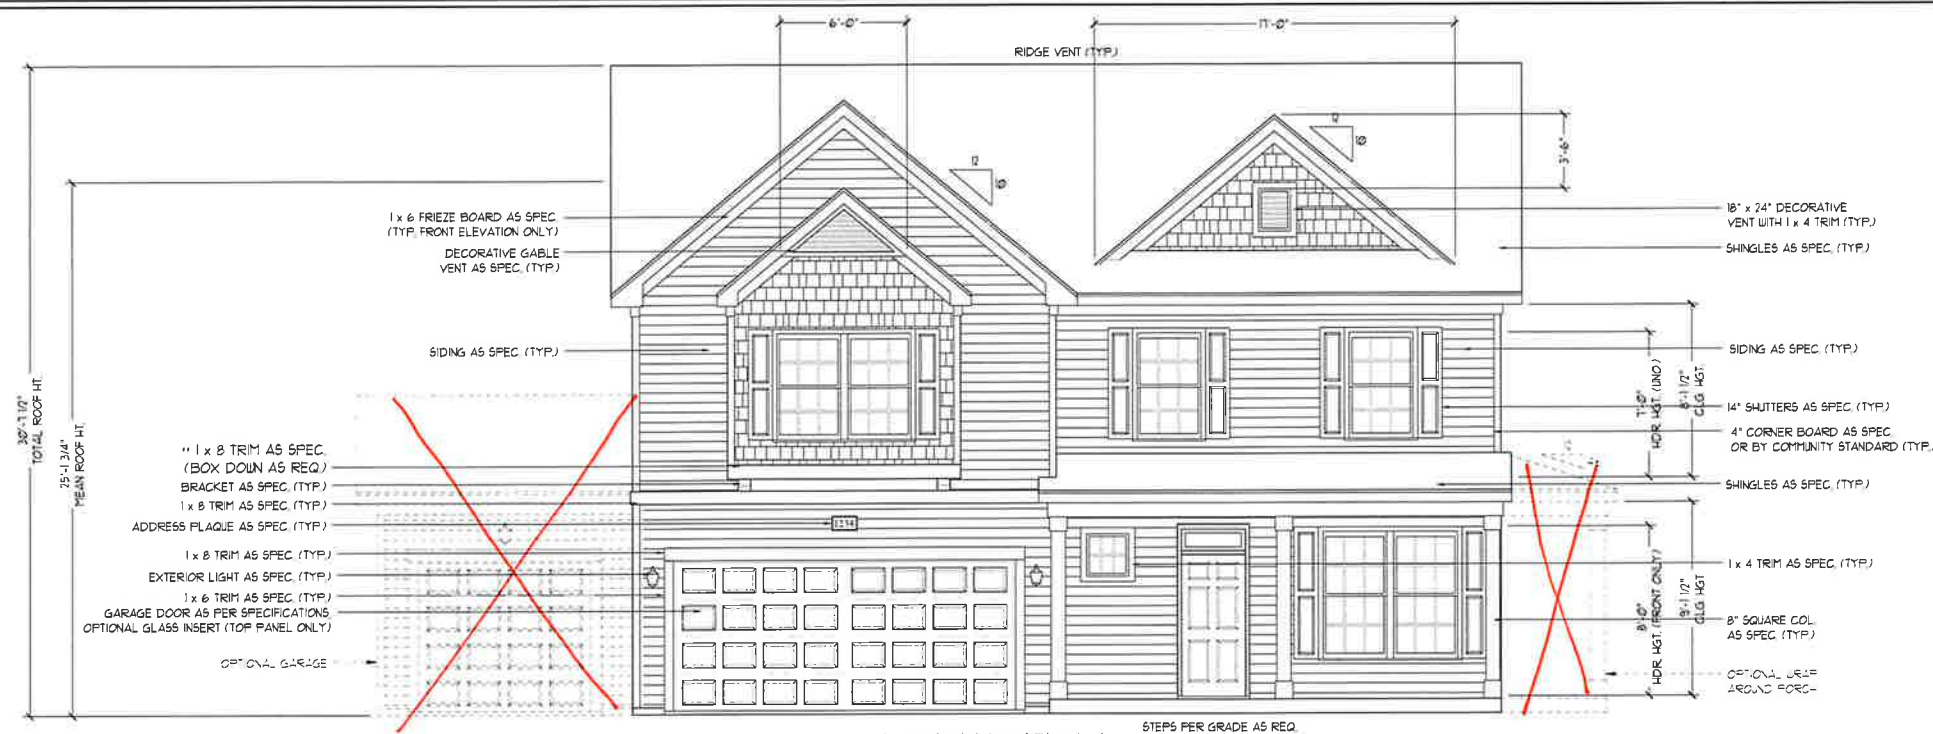 6'-0"
11'-0"
RIDGE VENT (TYP.)
12
10
12
10
3'-6"
30'-1 1/2"
TOTAL ROOF HT.
25'-1 3/4"
MEAN ROOF HT.
1 x 6 FRIEZE BOARD AS SPEC.
(TYP. FRONT ELEVATION ONLY)
DECORATIVE GABLE
VENT AS SPEC. (TYP.)
SIDING AS SPEC. (TYP.)
1 x 8 TRIM AS SPEC.
(BOX DOWN AS REQ.)
BRACKET AS SPEC. (TYP.)
1 x 8 TRIM AS SPEC. (TYP.)
ADDRESS PLAQUE AS SPEC. (TYP.)
1 x 8 TRIM AS SPEC. (TYP.)
EXTERIOR LIGHT AS SPEC. (TYP.)
1 x 6 TRIM AS SPEC. (TYP.)
GARAGE DOOR AS PER SPECIFICATIONS.
OPTIONAL GLASS INSERT (TOP PANEL ONLY)
OPTIONAL GARAGE
1234
18" x 24" DECORATIVE
VENT WITH 1 x 4 TRIM (TYP.)
SHINGLES AS SPEC. (TYP.)
SIDING AS SPEC. (TYP.)
14" SHUTTERS AS SPEC. (TYP.)
4" CORNER BOARD AS SPEC.
OR BY COMMUNITY STANDARD (TYP.)
SHINGLES AS SPEC. (TYP.)
1 x 4 TRIM AS SPEC. (TYP.)
8" SQUARE COL.
AS SPEC. (TYP.)
OPTIONAL WRAP
AROUND PORCH
7'-0"
HDR. HGT. (UNO.)
8'-1 1/2"
CLG. HGT.
8'-0"
HDR. HGT. (FRONT ONLY)
9'-1 1/2"
CLG. HGT.
STEPS PER GRADE AS REQ.